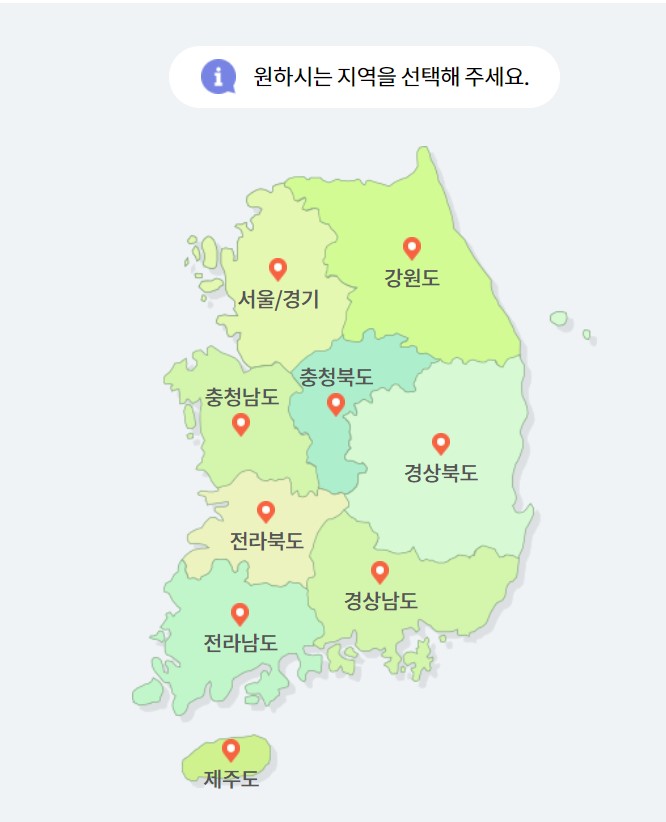 원하시는 지역을 선택해 주세요.
강원도
서울/경기
충청북도
충청남도
경상북도
전라북도
경상남도
전라남도
제주도